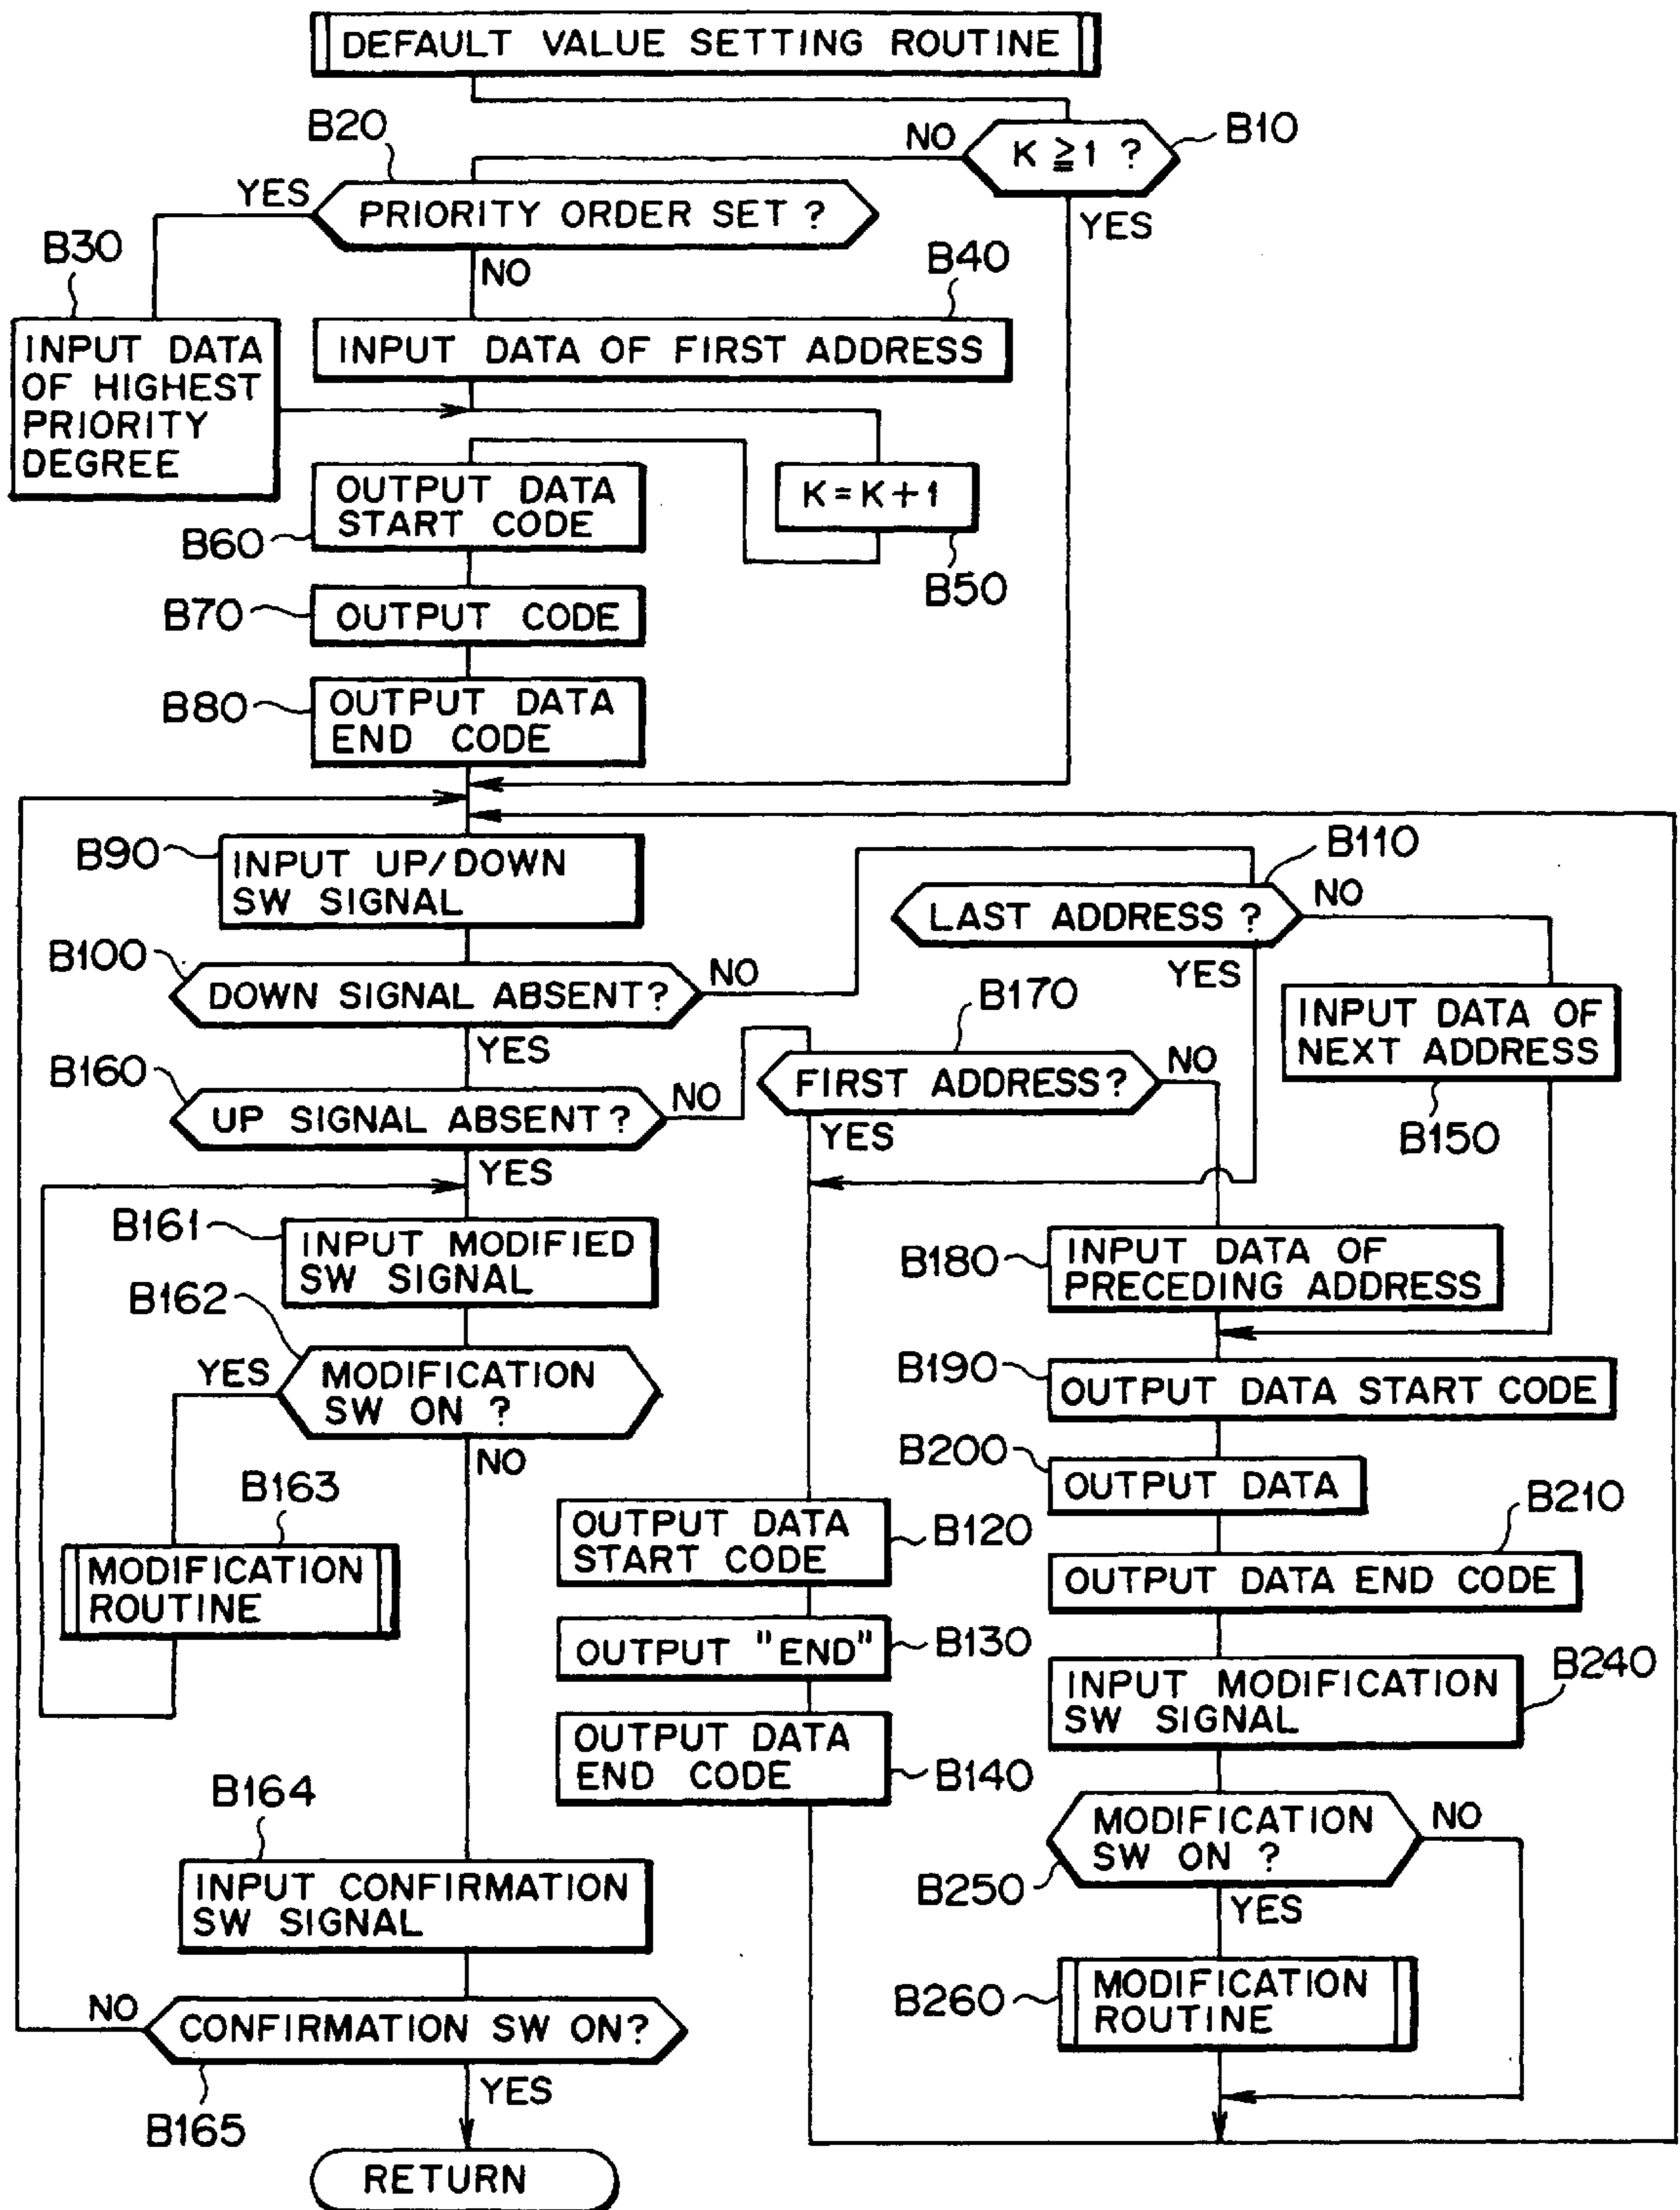 DEFAULT VALUE SETTING ROUTINE
B20
NO
K ≧ 1 ?
B10
YES
PRIORITY ORDER SET ?
YES
B30
NO
B40
INPUT DATA
OF HIGHEST
PRIORITY
DEGREE
INPUT DATA OF FIRST ADDRESS
OUTPUT DATA
START CODE
K = K + 1
B60
B50
B70
OUTPUT CODE
B80
OUTPUT DATA
END CODE
B90
INPUT UP/DOWN
SW SIGNAL
B110
LAST ADDRESS ?
NO
B100
DOWN SIGNAL ABSENT?
NO
YES
B170
INPUT DATA OF
NEXT ADDRESS
YES
B160
UP SIGNAL ABSENT ?
NO
FIRST ADDRESS?
NO
YES
B150
YES
B161
INPUT MODIFIED
SW SIGNAL
B180
INPUT DATA OF
PRECEDING ADDRESS
B162
YES
MODIFICATION
SW ON ?
B190
OUTPUT DATA START CODE
NO
B200
OUTPUT DATA
B163
B210
MODIFICATION
ROUTINE
OUTPUT DATA
START CODE
B120
OUTPUT DATA END CODE
OUTPUT "END"
B130
INPUT MODIFICATION
SW SIGNAL
B240
OUTPUT DATA
END CODE
B140
B164
MODIFICATION
SW ON ?
NO
INPUT CONFIRMATION
SW SIGNAL
B250
YES
NO
CONFIRMATION SW ON?
B260
MODIFICATION
ROUTINE
YES
B165
RETURN